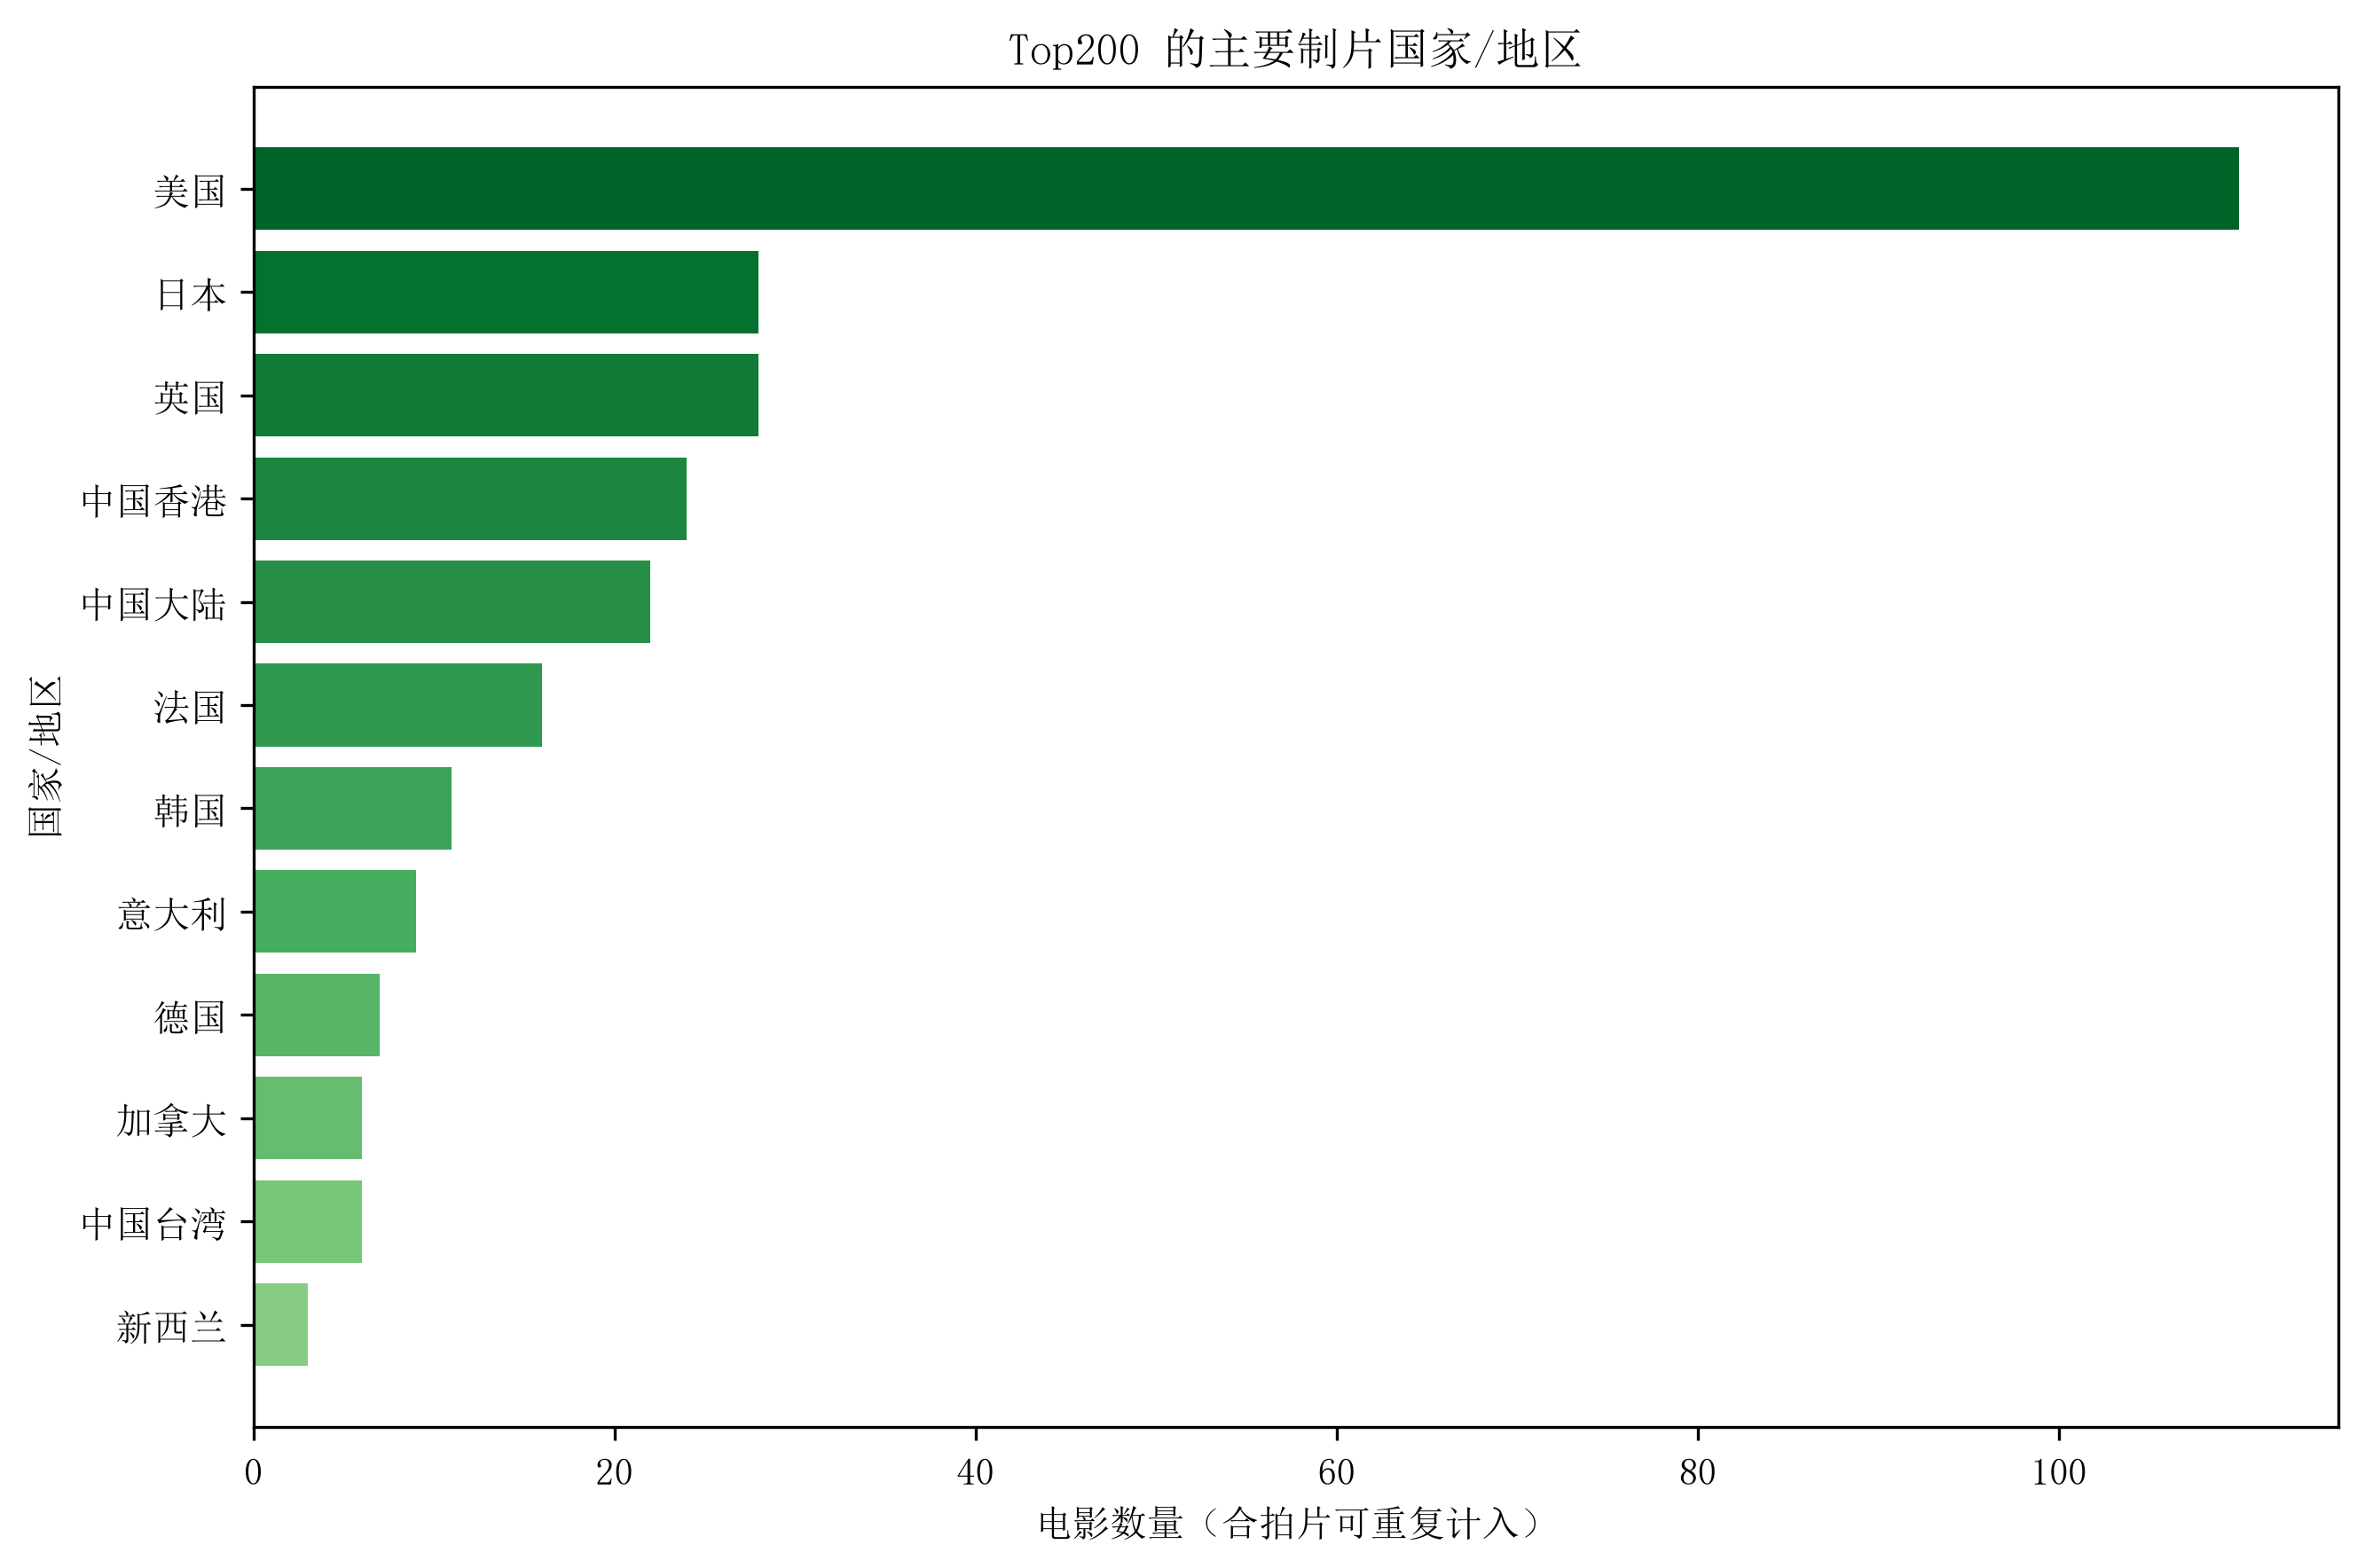 Top200 的主要制片国家/地区
国家/地区
美国
日本
英国
中国香港
中国大陆
法国
韩国
意大利
德国
加拿大
中国台湾
新西兰
0 20 40 60 80 100
电影数量（合拍片可重复计入）